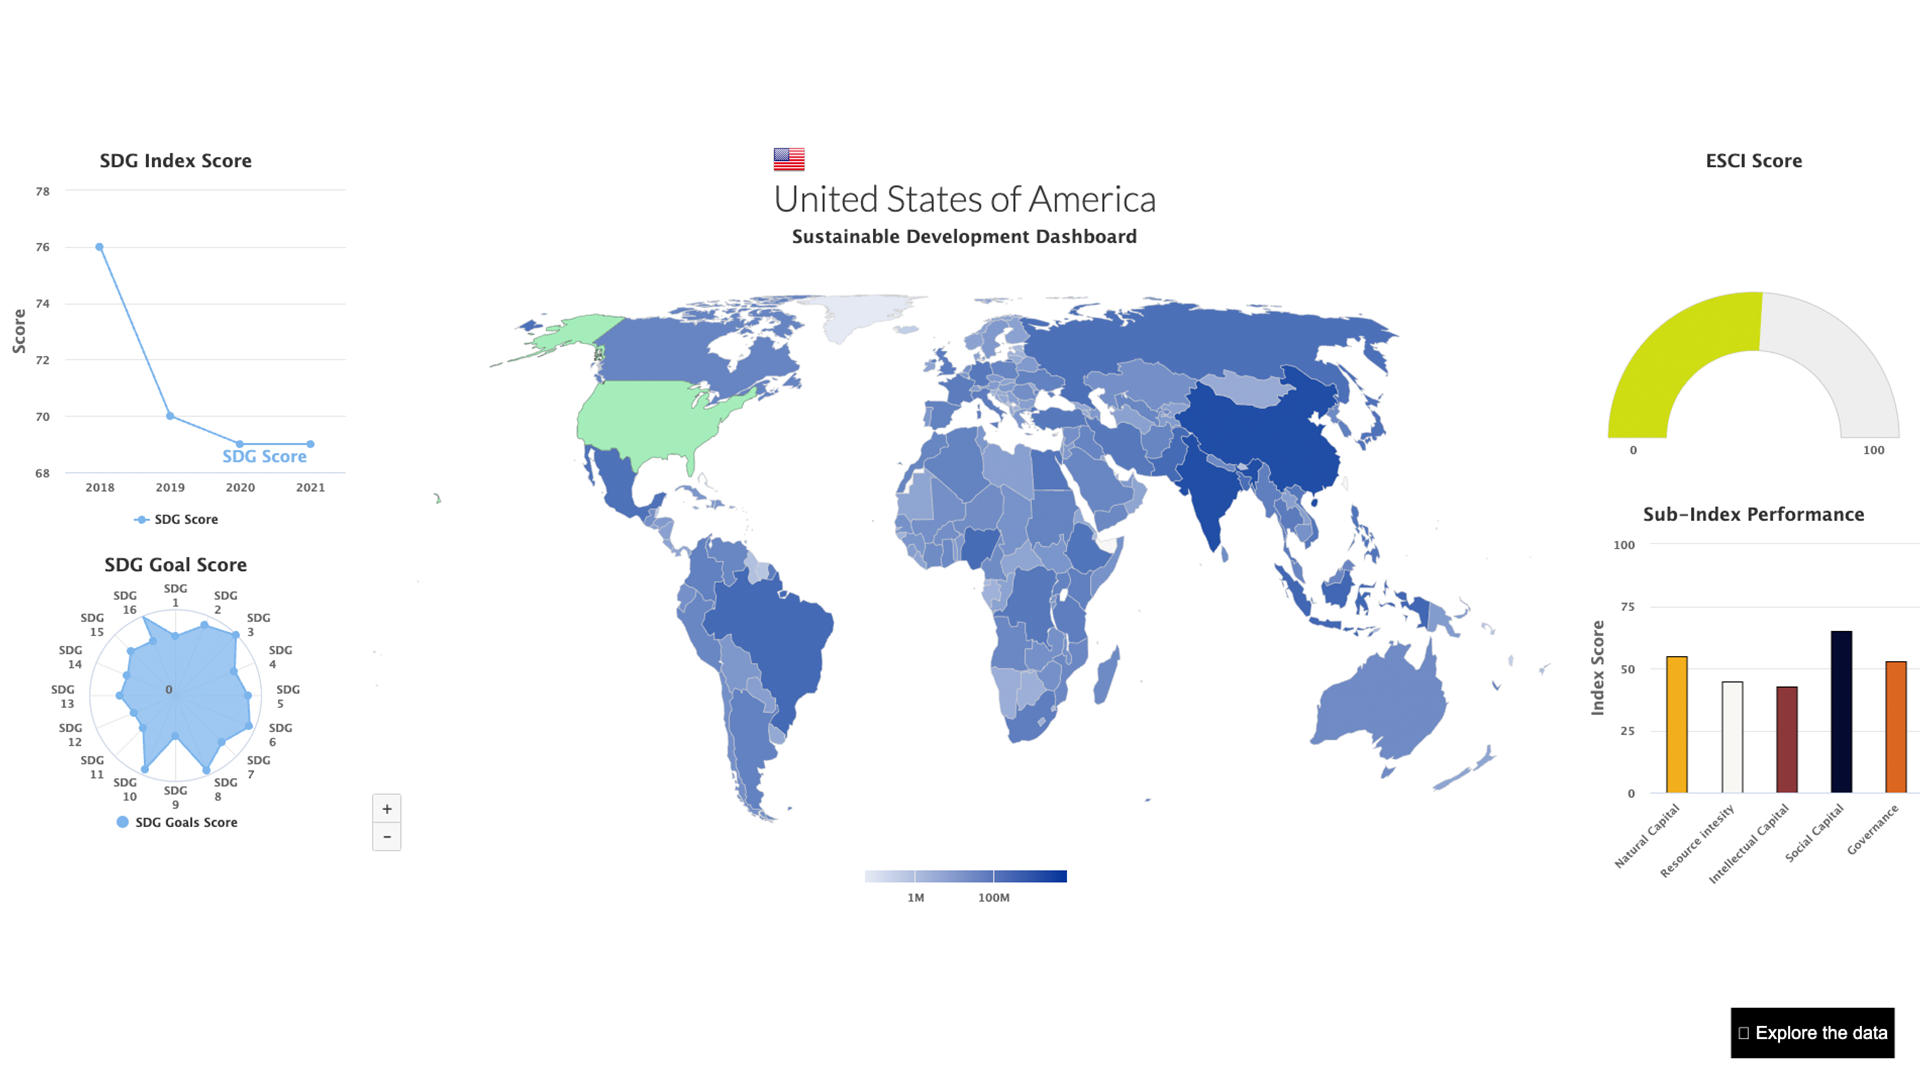 SDG Index Score
78
76
74
72
70
68
Score
2018 2019 2020 2021
SDG Score
SDG Score
SDG Goal Score
SDG
1
SDG
2
SDG
3
SDG
4
SDG
5
SDG
6
SDG
7
SDG
8
SDG
9
SDG
10
SDG
11
SDG
12
SDG
13
SDG
14
SDG
15
SDG
16
0
SDG Goals Score
+
−
United States of America
Sustainable Development Dashboard
1M 100M
ESCI Score
0 100
Sub-Index Performance
100
75
50
25
0
Index Score
Natural Capital
Resource intesity
Intellectual Capital
Social Capital
Governance
Explore the data